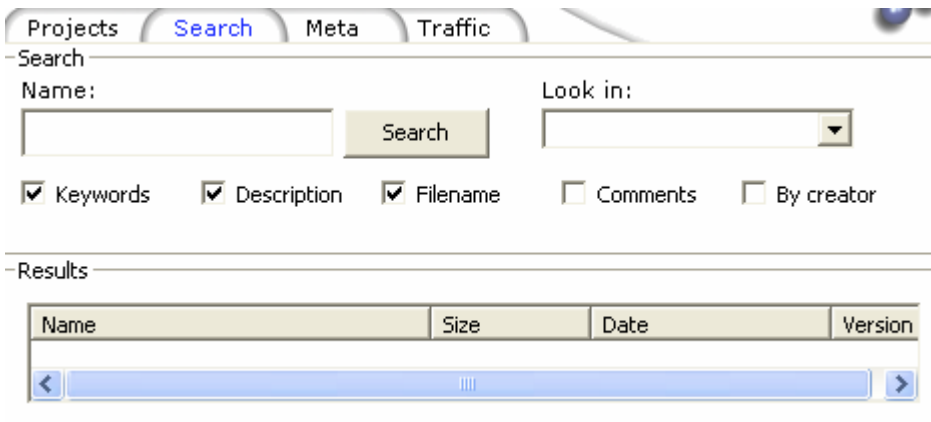 Projects Search Meta Traffic
Search
Name: Look in:
Search
Keywords Description Filename Comments By creator
Results
Name Size Date Version